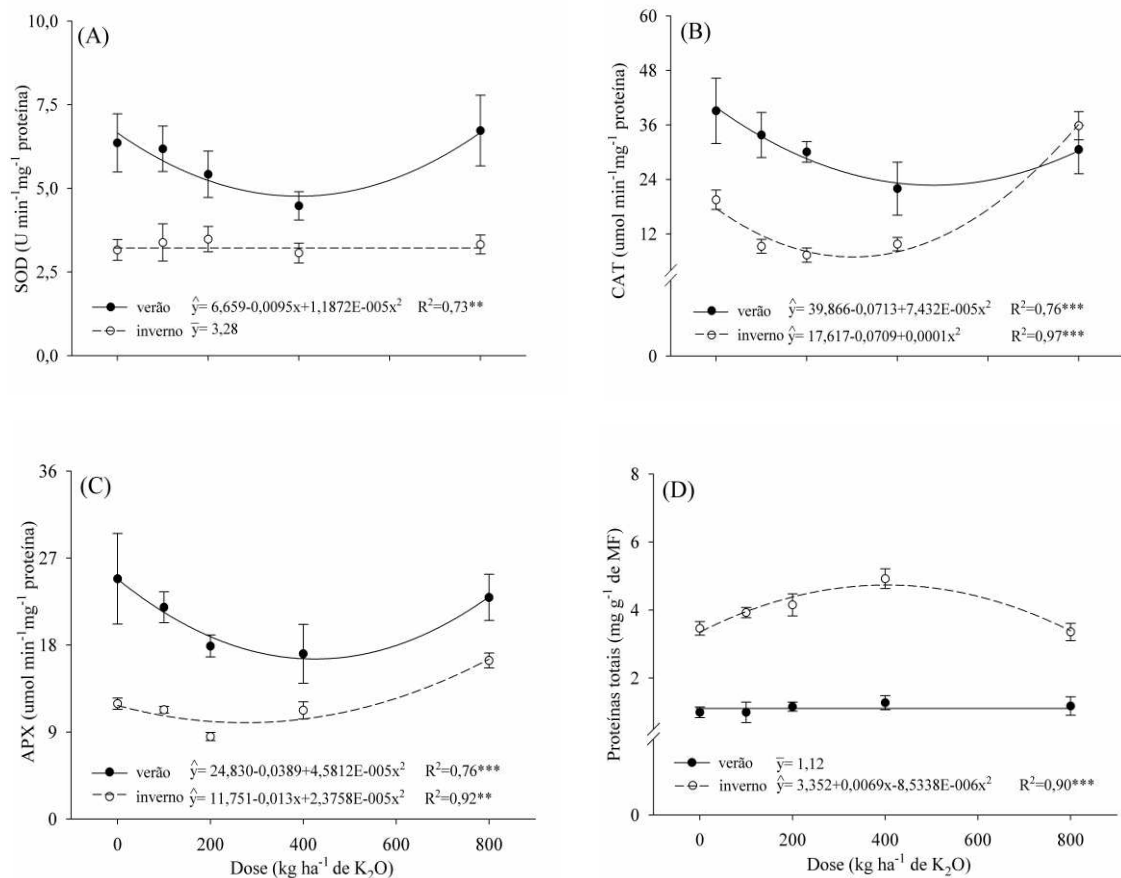 (A)
SOD (U min⁻¹mg⁻¹ proteína)
10,0
7,5
5,0
2,5
0,0
verão ŷ= 6,659-0,0095x+1,1872E-005x² R²=0,73**
inverno y̅= 3,28
(B)
CAT (umol min⁻¹mg⁻¹ proteína)
60
48
36
24
12
0
verão ŷ= 39,866-0,0713+7,432E-005x² R²=0,76***
inverno ŷ= 17,617-0,0709+0,0001x² R²=0,97***
(C)
APX (umol min⁻¹mg⁻¹ proteína)
36
27
18
9
0
verão ŷ= 24,830-0,0389+4,5812E-005x² R²=0,76***
inverno ŷ= 11,751-0,013x+2,3758E-005x² R²=0,92**
0 200 400 600 800
Dose (kg ha⁻¹ de K₂O)
(D)
Proteínas totais (mg g⁻¹ de MF)
8
6
4
2
0
verão y̅= 1,12
inverno ŷ= 3,352+0,0069x-8,5338E-006x² R²=0,90***
0 200 400 600 800
Dose (kg ha⁻¹ de K₂O)